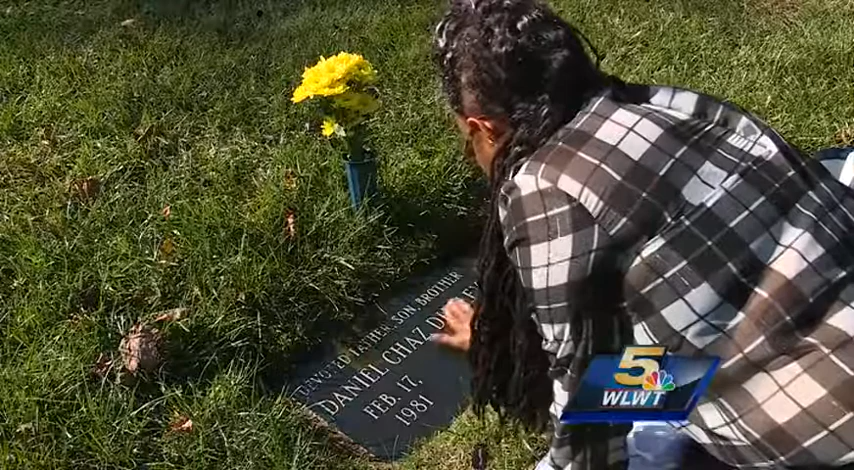 DEVOTED FATHER, SON, BROTHER
DANIEL CHAZ
FEB. 17,
1981
5
WLWT